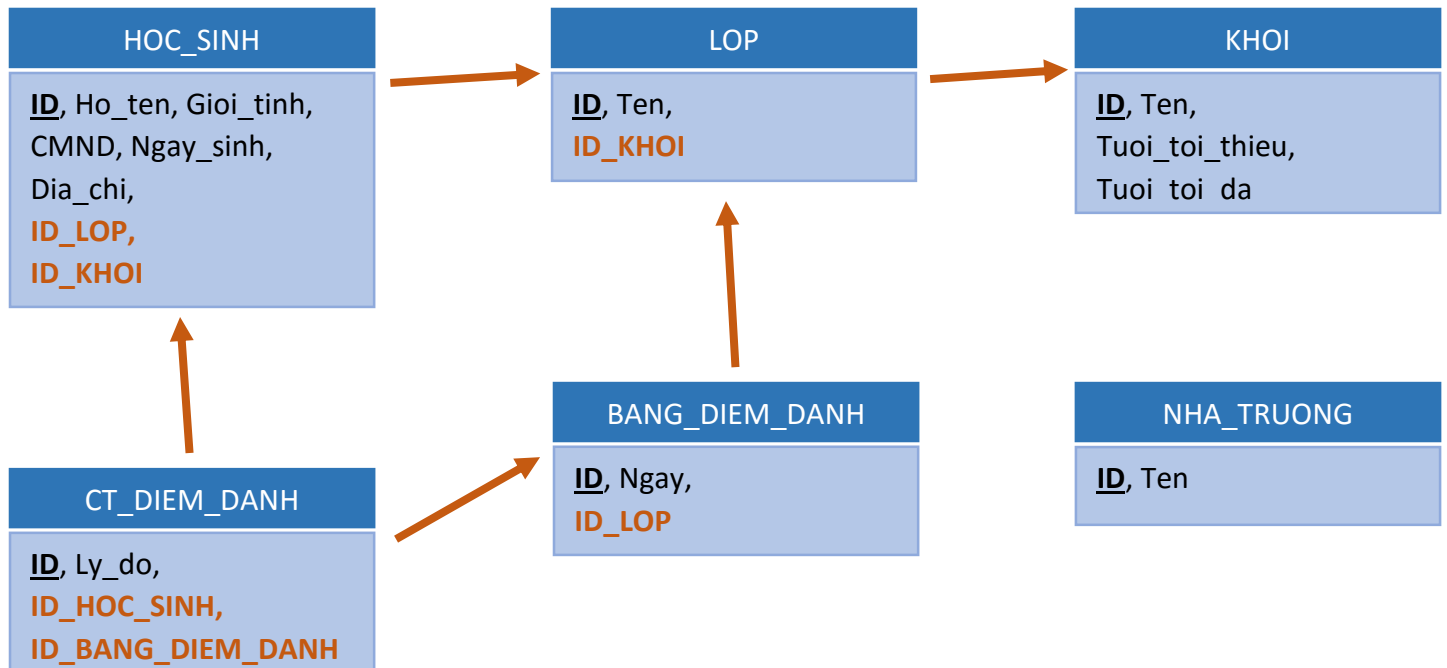 HOC_SINH
ID, Ho_ten, Gioi_tinh,
CMND, Ngay_sinh,
Dia_chi,
ID_LOP,
ID_KHOI
LOP
ID, Ten,
ID_KHOI
KHOI
ID, Ten,
Tuoi_toi_thieu,
Tuoi_toi_da
CT_DIEM_DANH
ID, Ly_do,
ID_HOC_SINH,
ID_BANG_DIEM_DANH
BANG_DIEM_DANH
ID, Ngay,
ID_LOP
NHA_TRUONG
ID, Ten